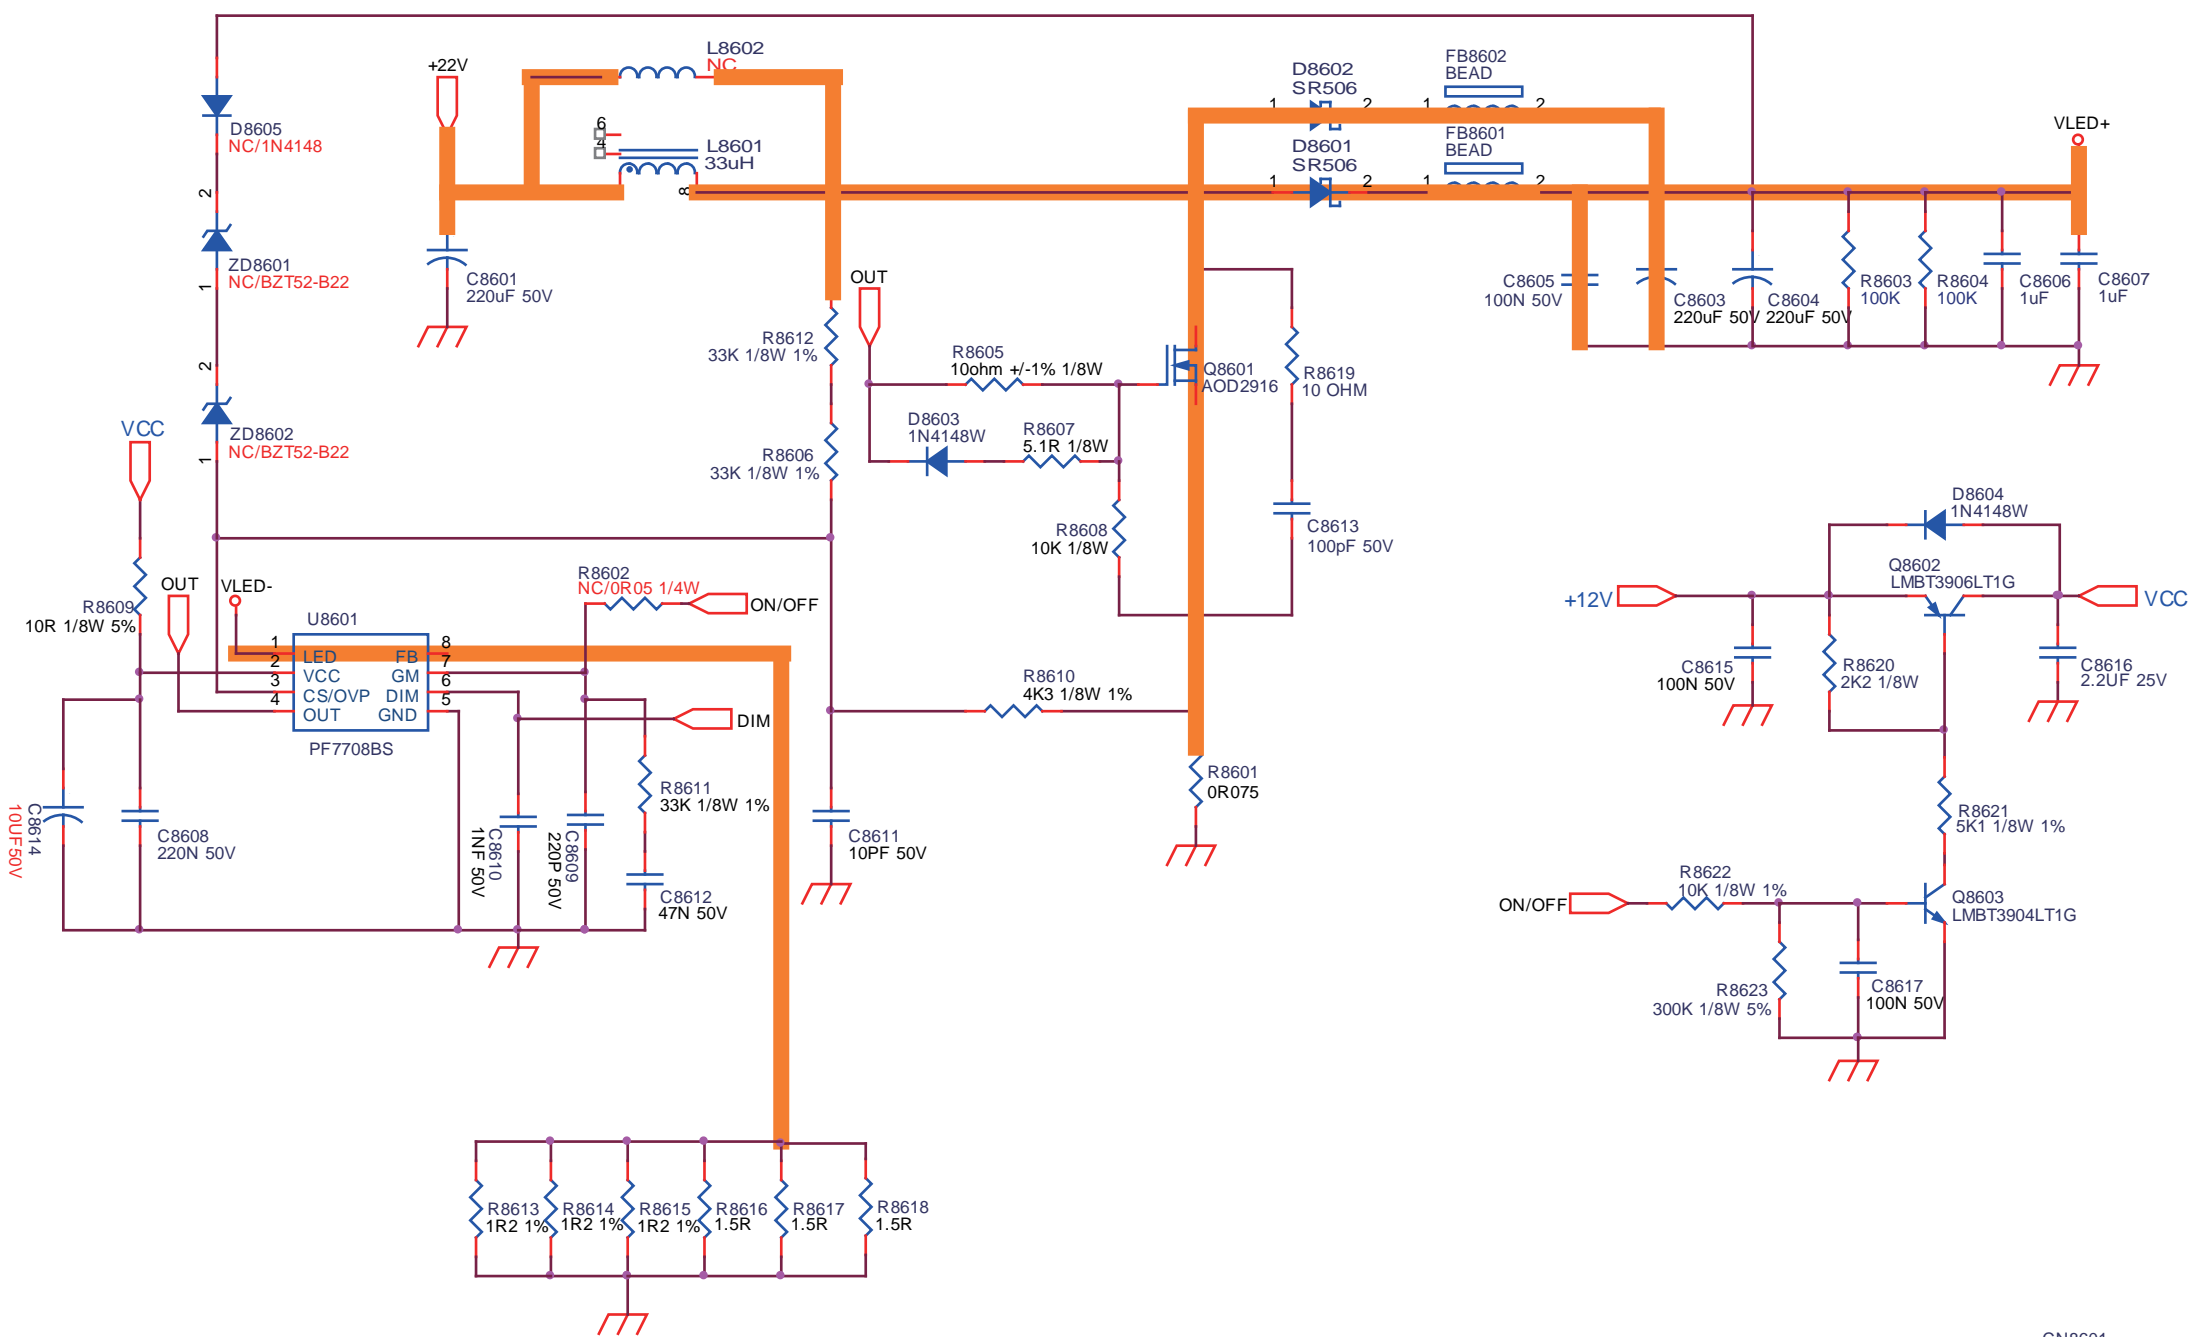 L8602
NC
+22V
6
4
L8601
33uH
8
D8605
NC/1N4148
2
ZD8601
NC/BZT52-B22
1
2
ZD8602
NC/BZT52-B22
1
C8601
220uF 50V
D8602
SR506
1
2
FB8602
BEAD
1
2
D8601
SR506
1
2
FB8601
BEAD
1
2
VLED+
C8605
100N 50V
C8603
220uF 50V
C8604
220uF 50V
R8603
100K
R8604
100K
C8606
1uF
C8607
1uF
OUT
R8612
33K 1/8W 1%
R8606
33K 1/8W 1%
R8605
10ohm +/-1% 1/8W
D8603
1N4148W
R8607
5.1R 1/8W
R8608
10K 1/8W
Q8601
AOD2916
R8619
10 OHM
C8613
100pF 50V
VCC
R8609
10R 1/8W 5%
OUT
VLED-
U8601
1
2
3
4
LED
VCC
CS/OVP
OUT
FB
GM
DIM
GND
8
7
6
5
PF7708BS
R8602
NC/0R05 1/4W
ON/OFF
DIM
R8610
4K3 1/8W 1%
R8601
0R075
R8611
33K 1/8W 1%
C8614
10UF50V
C8608
220N 50V
C8610
1NF 50V
C8609
220P 50V
C8612
47N 50V
C8611
10PF 50V
D8604
1N4148W
Q8602
LMBT3906LT1G
+12V
VCC
C8615
100N 50V
R8620
2K2 1/8W
C8616
2.2UF 25V
R8621
5K1 1/8W 1%
R8622
10K 1/8W 1%
ON/OFF
Q8603
LMBT3904LT1G
R8623
300K 1/8W 5%
C8617
100N 50V
R8613
1R2 1%
R8614
1R2 1%
R8615
1R2 1%
R8616
1.5R
R8617
1.5R
R8618
1.5R